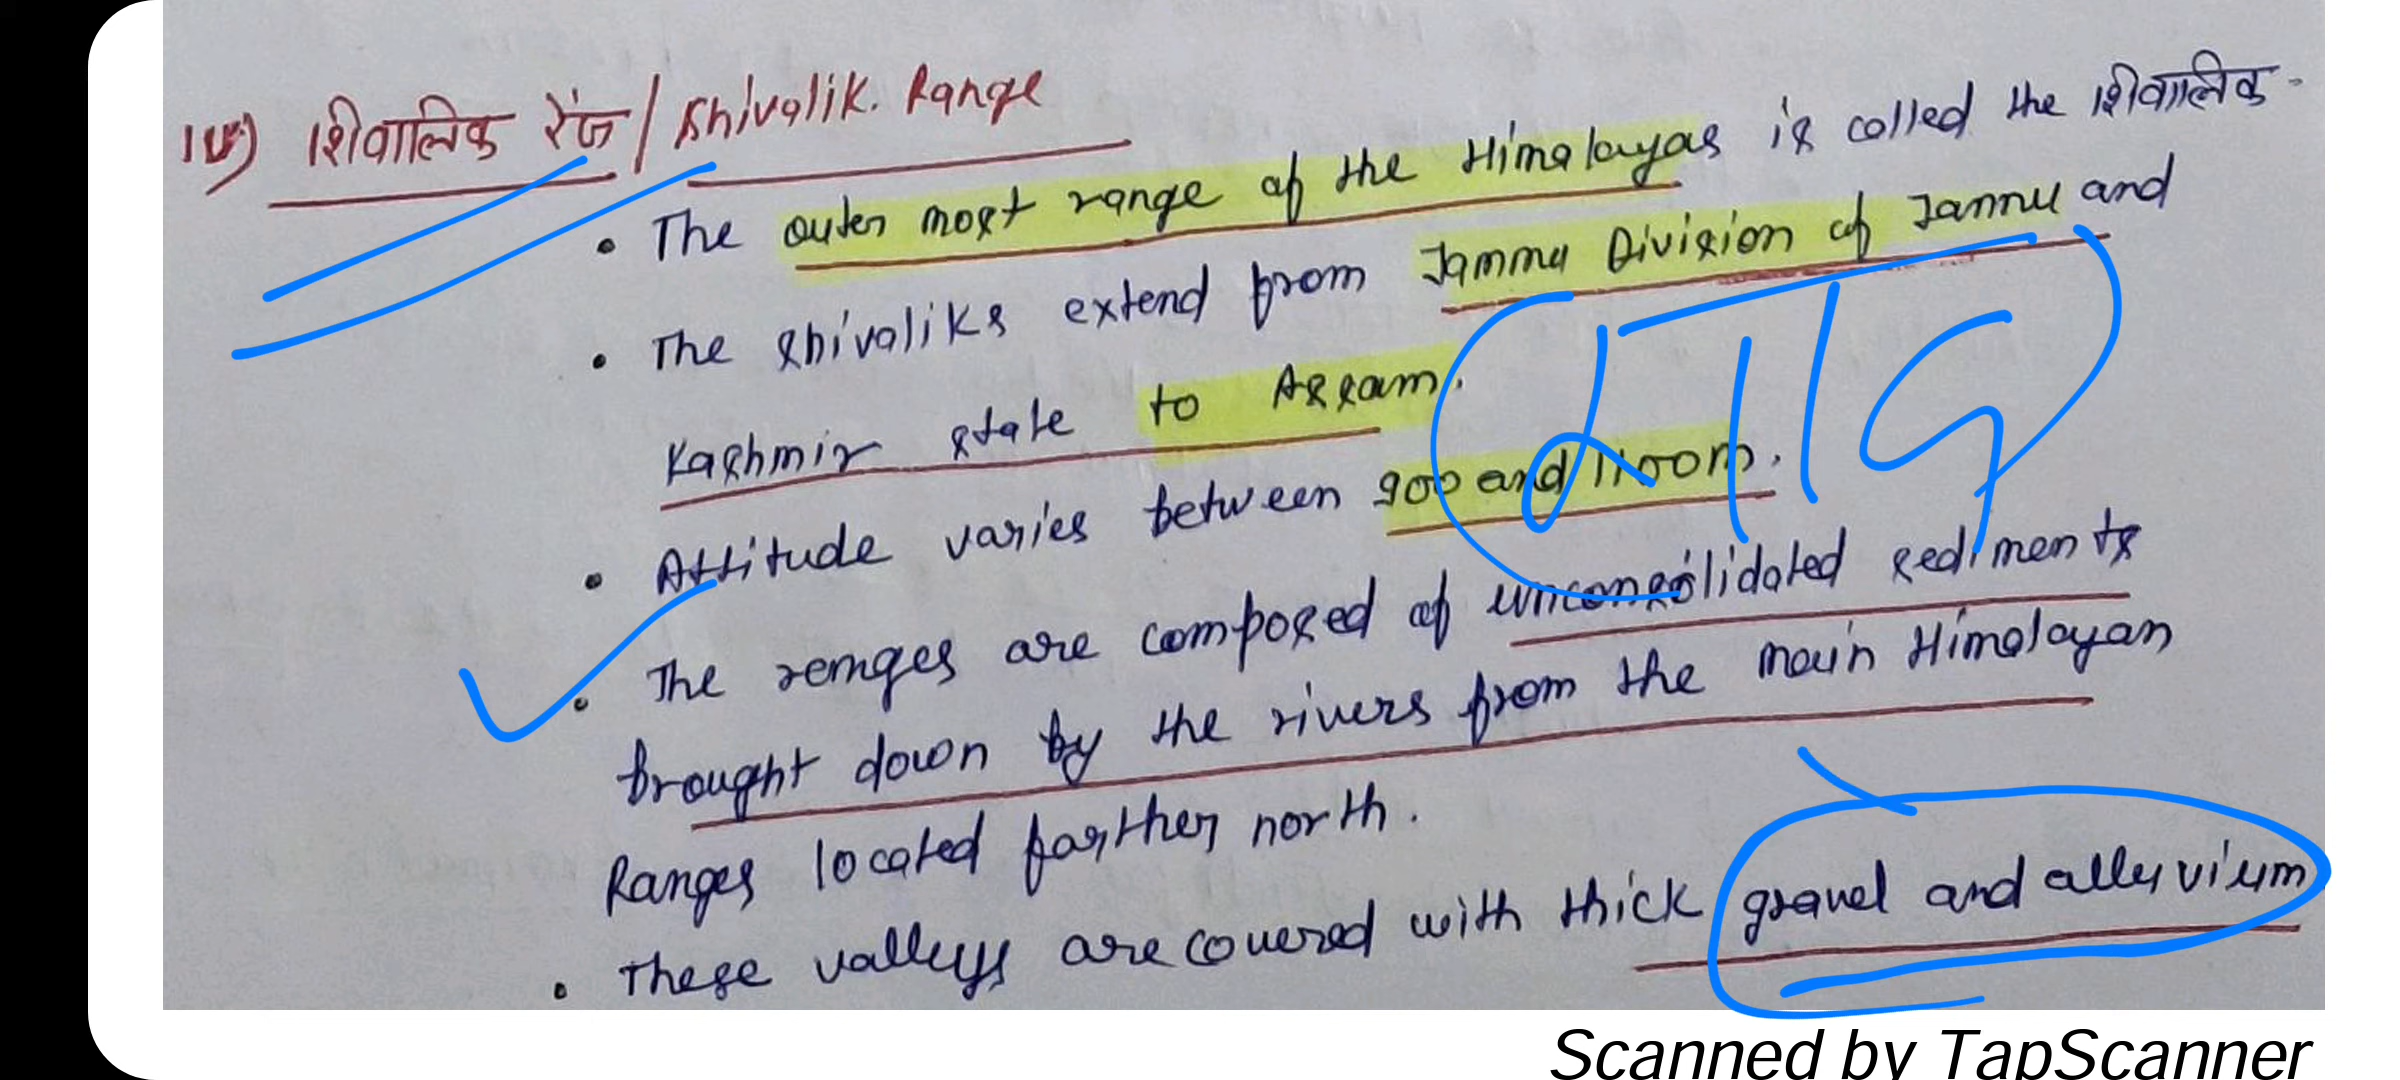 iv) शिवालिक रेंज / Shivalik. Range
• The outer most range of the Himalayas is called the शिवालिक.
• The Shivaliks extend from Jammu Division of Jammu and
Kashmir state to Assam.
• Attitude varies between 900 and 1100m.
• The renges are composed of unconsolidated sediments
brought down by the rivers from the main Himalayan
Ranges located farther north.
• These valleys are covered with thick gravel and alluvium
Scanned by TapScanner